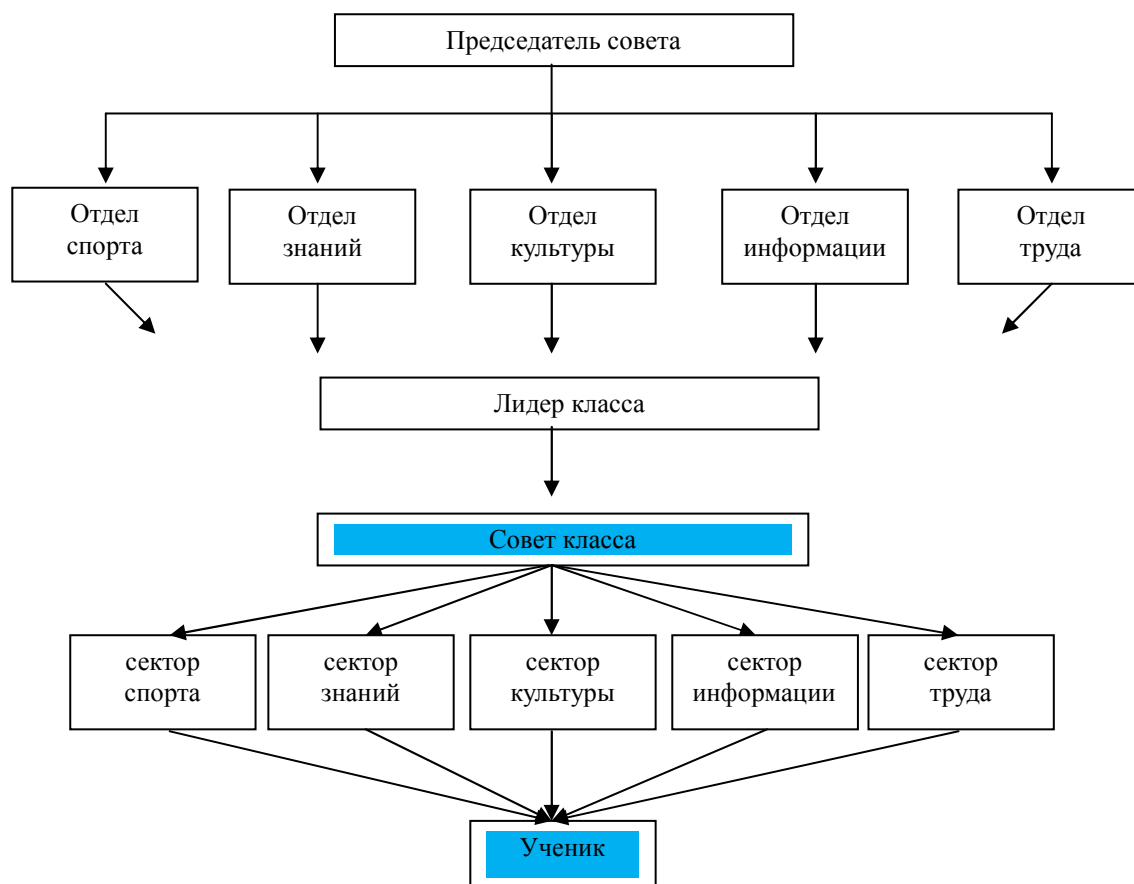 Председатель совета
Отдел
спорта
Отдел
знаний
Отдел
культуры
Отдел
информации
Отдел
труда
Лидер класса
Совет класса
сектор
спорта
сектор
знаний
сектор
культуры
сектор
информации
сектор
труда
Ученик